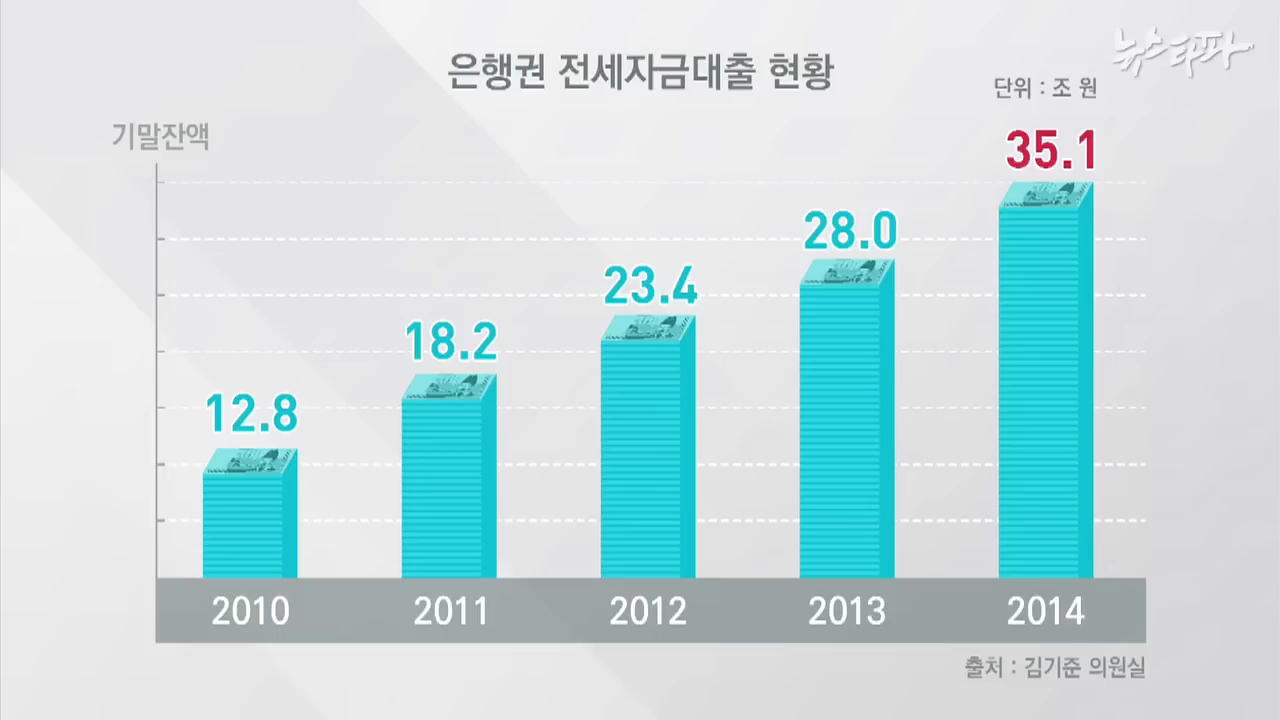 뉴스타파
은행권 전세자금대출 현황
단위 : 조 원
기말잔액
35.1
28.0
23.4
18.2
12.8
2010 2011 2012 2013 2014
출처 : 김기준 의원실